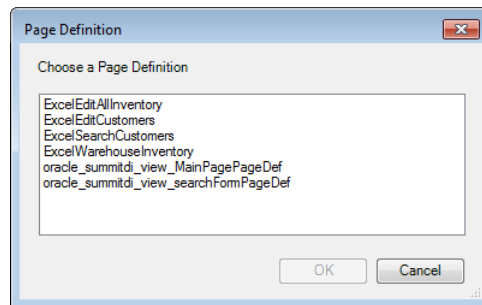 Page Definition
Choose a Page Definition
ExcelEditAllInventory
ExcelEditCustomers
ExcelSearchCustomers
ExcelWarehouseInventory
oracle_summitdi_view_MainPagePageDef
oracle_summitdi_view_searchFormPageDef
OK Cancel